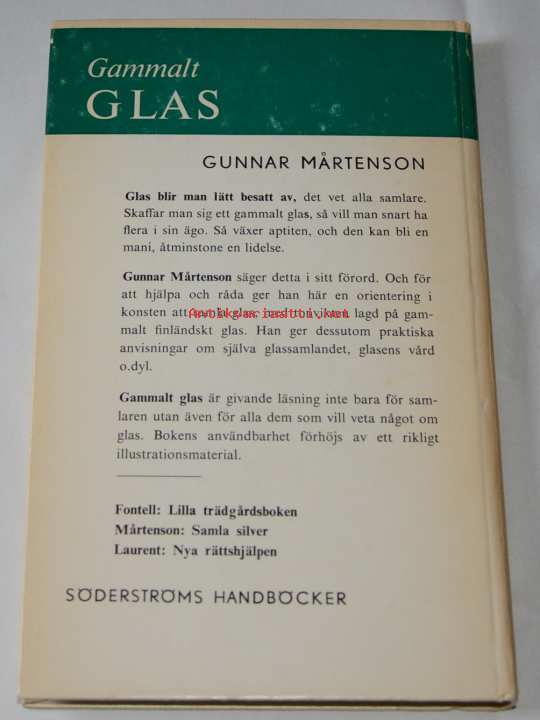 Gammalt
GLAS
GUNNAR MÅRTENSON
Glas blir man lätt besatt av, det vet alla samlare.
Skaffar man sig ett gammalt glas, så vill man snart ha
flera i sin ägo. Så växer aptiten, och den kan bli en
mani, åtminstone en lidelse.
Gunnar Mårtenson säger detta i sitt förord. Och för
att hjälpa och råda ger han här en orientering i
konsten att samla glas med tonvikten lagd på gam-
malt finländskt glas. Han ger dessutom praktiska
anvisningar om själva glassamlandet, glasens vård
o.dyl.
Gammalt glas är givande läsning inte bara för sam-
laren utan även för alla dem som vill veta något om
glas. Bokens användbarhet förhöjs av ett rikligt
illustrationsmaterial.
Fontell: Lilla trädgårdsboken
Mårtenson: Samla silver
Laurent: Nya rättshjälpen
SÖDERSTRÖMS HANDBÖCKER